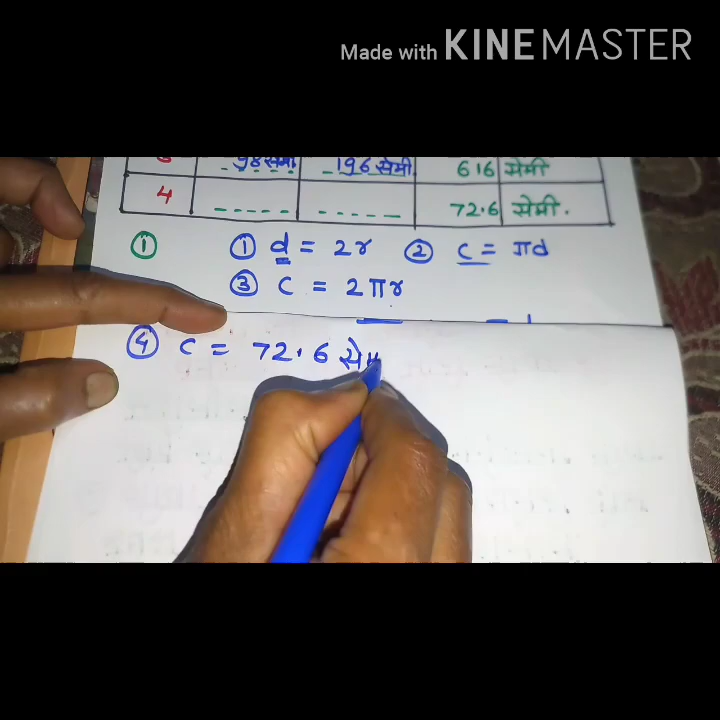 Made with KINEMASTER
3 98 सेमी 196 सेमी 616 सेमी
4 - - - - - - - - - - 72.6 सेमी.
① ① d = 2r ② c = πd
③ C = 2πr
④ C = 72.6 सेम